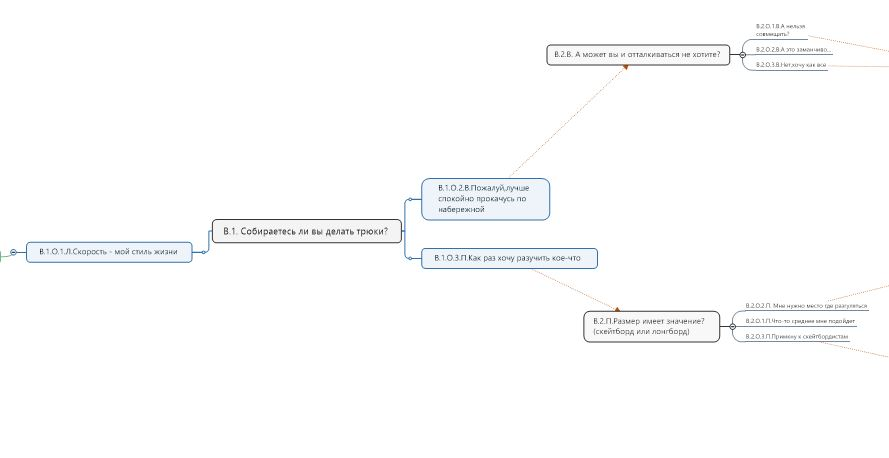 В.2.О.1.В.А нельзя
совмещать?
В.2.В. А может вы и отталкиваться не хотите?
В.2.О.2.В.А это заманчиво...
В.2.О.3.В.Нет,хочу как все
В.1.О.2.В.Пожалуй,лучше
спокойно прокачусь по
набережной
В.1. Собираетесь ли вы делать трюки?
В.1.О.1.Л.Скорость - мой стиль жизни
В.1.О.3.П.Как раз хочу разучить кое-что
В.2.О.2.П. Мне нужно место где разгуляться
В.2.П.Размер имеет значение?
(скейтборд или лонгборд)
В.2.О.1.П.Что-то среднее мне подойдет
В.2.О.3.П.Примкну к скейтбордистам